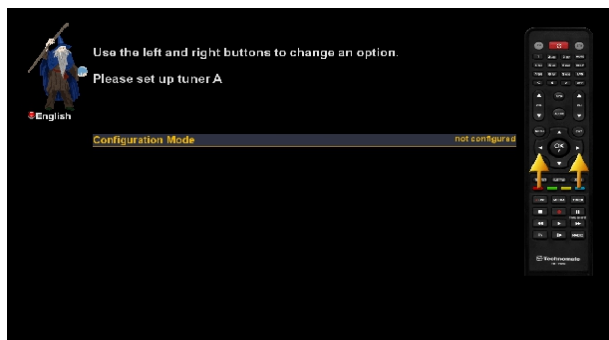 Use the left and right buttons to change an option.
Please set up tuner A
English
Configuration Mode not configured
OK
Technomate